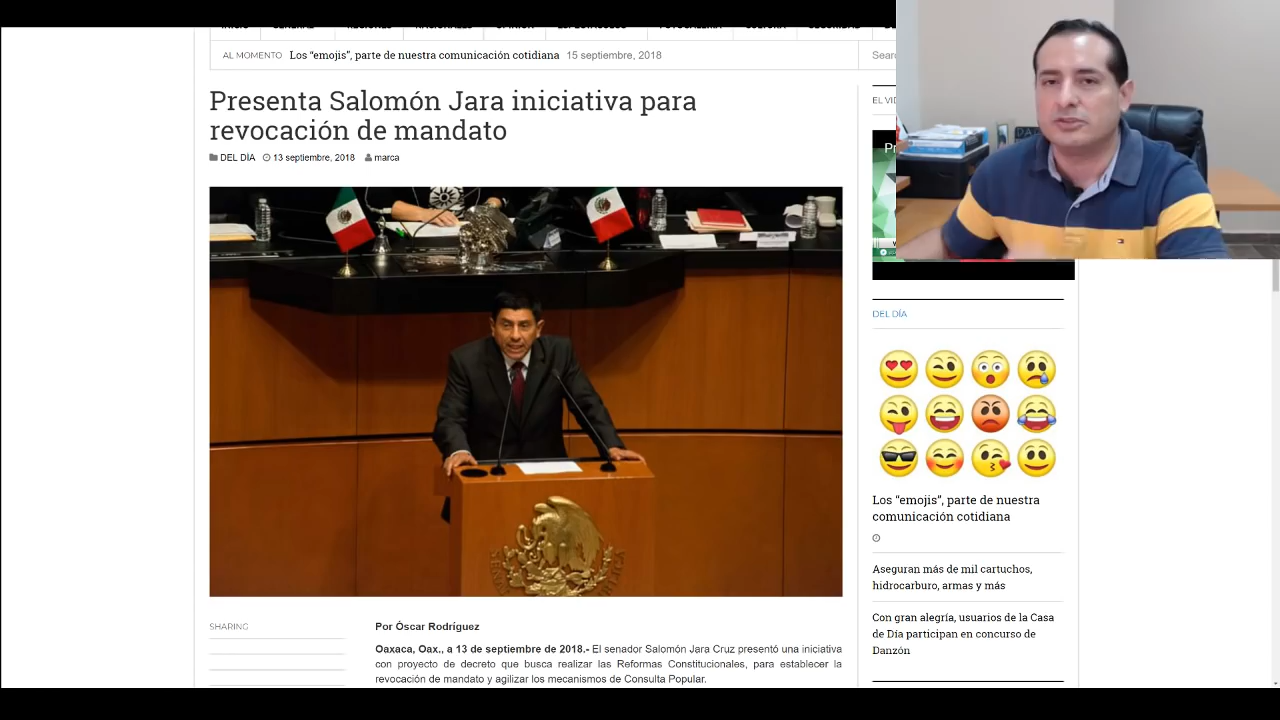 AL MOMENTO Los “emojis”, parte de nuestra comunicación cotidiana 15 septiembre, 2018
Presenta Salomón Jara iniciativa para
revocación de mandato
DEL DÍA 13 septiembre, 2018 marca
SHARING
Por Óscar Rodríguez
Oaxaca, Oax., a 13 de septiembre de 2018.- El senador Salomón Jara Cruz presentó una iniciativa
con proyecto de decreto que busca realizar las Reformas Constitucionales, para establecer la
revocación de mandato y agilizar los mecanismos de Consulta Popular.
DEL DÍA
Los “emojis”, parte de nuestra
comunicación cotidiana
Aseguran más de mil cartuchos,
hidrocarburo, armas y más
Con gran alegría, usuarios de la Casa
de Día participan en concurso de
Danzón